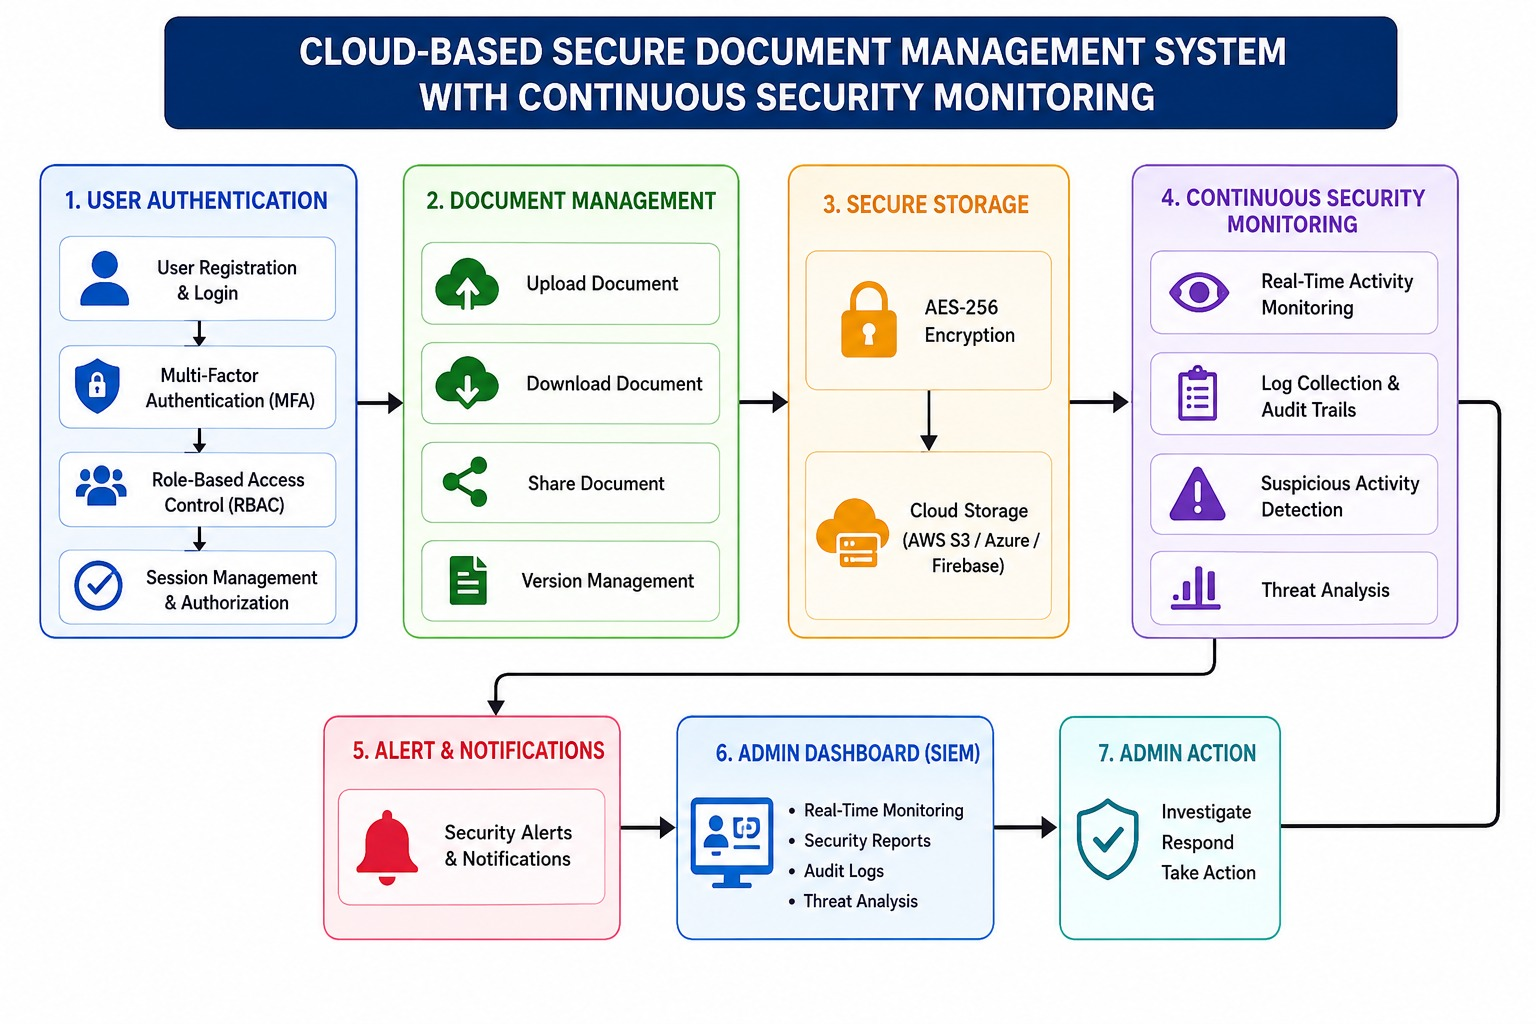 CLOUD-BASED SECURE DOCUMENT MANAGEMENT SYSTEM
WITH CONTINUOUS SECURITY MONITORING
1. USER AUTHENTICATION
User Registration
& Login
Multi-Factor
Authentication (MFA)
Role-Based Access
Control (RBAC)
Session Management
& Authorization
2. DOCUMENT MANAGEMENT
Upload Document
Download Document
Share Document
Version Management
3. SECURE STORAGE
AES-256
Encryption
Cloud Storage
(AWS S3 / Azure /
Firebase)
4. CONTINUOUS SECURITY
MONITORING
Real-Time Activity
Monitoring
Log Collection &
Audit Trails
Suspicious Activity
Detection
Threat Analysis
5. ALERT & NOTIFICATIONS
Security Alerts
& Notifications
6. ADMIN DASHBOARD (SIEM)
• Real-Time Monitoring
• Security Reports
• Audit Logs
• Threat Analysis
7. ADMIN ACTION
Investigate
Respond
Take Action